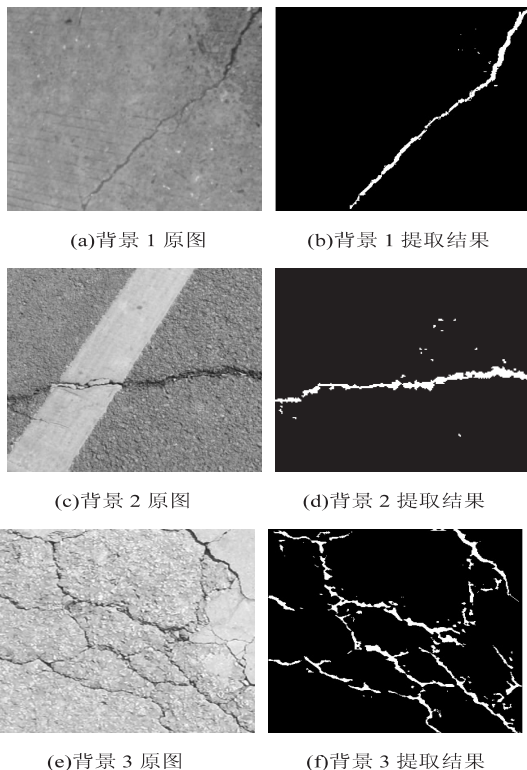 (a)背景 1 原图
(b)背景 1 提取结果
(c)背景 2 原图
(d)背景 2 提取结果
(e)背景 3 原图
(f)背景 3 提取结果